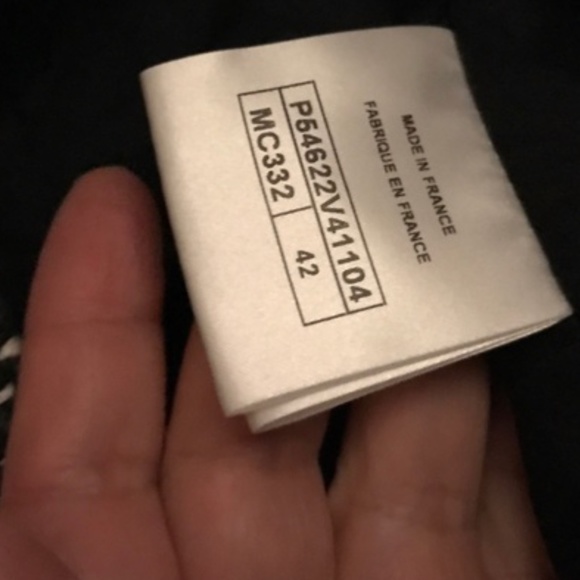 MADE IN FRANCE
FABRIQUE EN FRANCE
P54622V41104
MC332 42